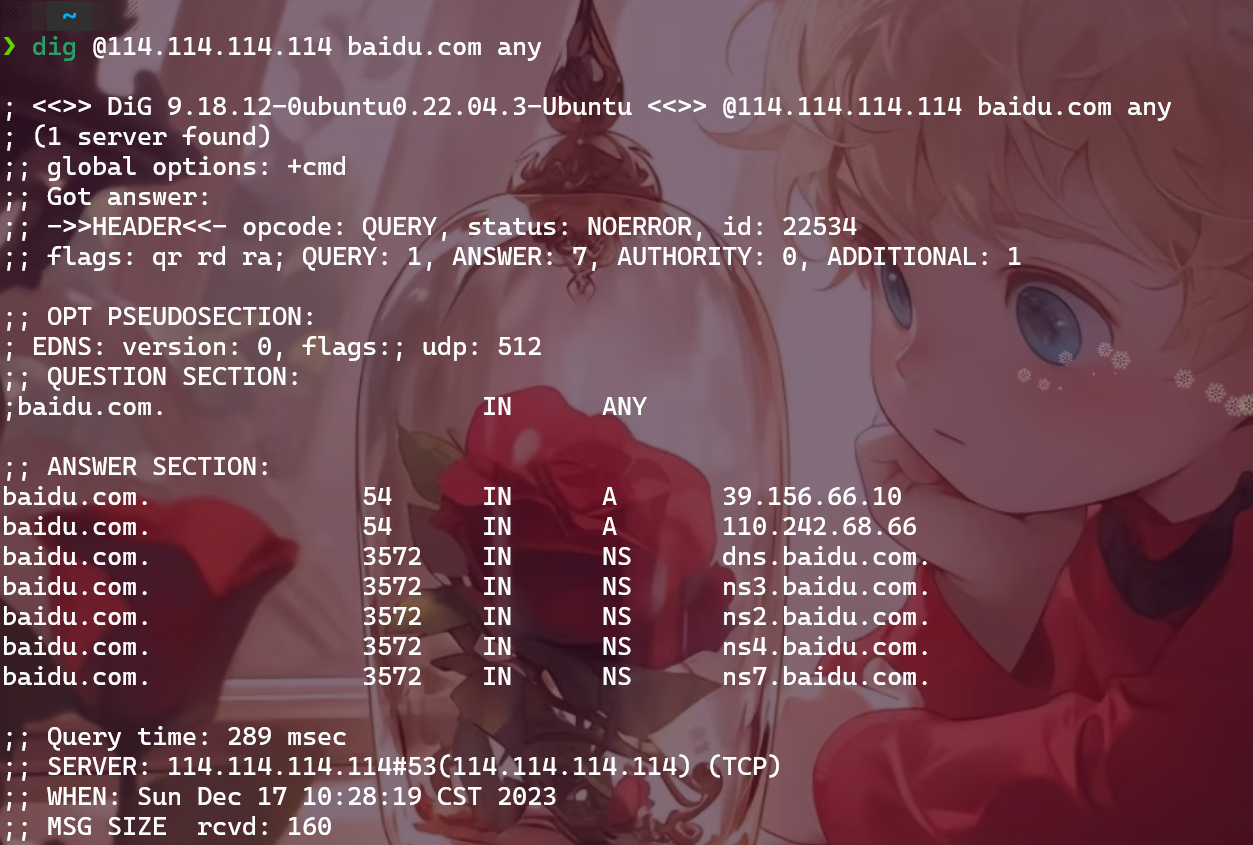 ~
❯ dig @114.114.114.114 baidu.com any
; <<>> DiG 9.18.12-0ubuntu0.22.04.3-Ubuntu <<>> @114.114.114.114 baidu.com any
; (1 server found)
;; global options: +cmd
;; Got answer:
;; ->>HEADER<<- opcode: QUERY, status: NOERROR, id: 22534
;; flags: qr rd ra; QUERY: 1, ANSWER: 7, AUTHORITY: 0, ADDITIONAL: 1
;; OPT PSEUDOSECTION:
; EDNS: version: 0, flags:; udp: 512
;; QUESTION SECTION:
;baidu.com. IN ANY
;; ANSWER SECTION:
baidu.com. 54 IN A 39.156.66.10
baidu.com. 54 IN A 110.242.68.66
baidu.com. 3572 IN NS dns.baidu.com.
baidu.com. 3572 IN NS ns3.baidu.com.
baidu.com. 3572 IN NS ns2.baidu.com.
baidu.com. 3572 IN NS ns4.baidu.com.
baidu.com. 3572 IN NS ns7.baidu.com.
;; Query time: 289 msec
;; SERVER: 114.114.114.114#53(114.114.114.114) (TCP)
;; WHEN: Sun Dec 17 10:28:19 CST 2023
;; MSG SIZE rcvd: 160